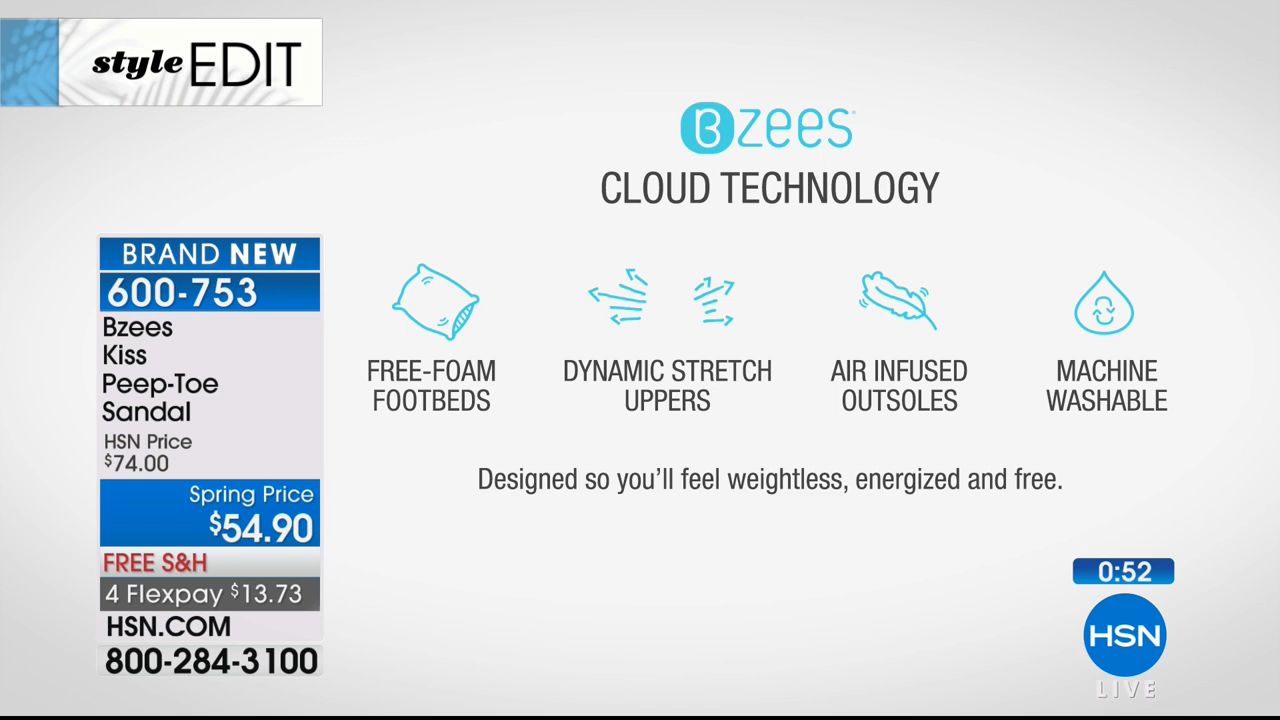 style EDIT
Bzees
CLOUD TECHNOLOGY
BRAND NEW
600-753
Bzees
Kiss
Peep-Toe
Sandal
HSN Price
$74.00
Spring Price
$54.90
FREE S&H
4 Flexpay $13.73
HSN.COM
800-284-3100
FREE-FOAM
FOOTBEDS
DYNAMIC STRETCH
UPPERS
AIR INFUSED
OUTSOLES
MACHINE
WASHABLE
Designed so you'll feel weightless, energized and free.
0:52
HSN
LIVE